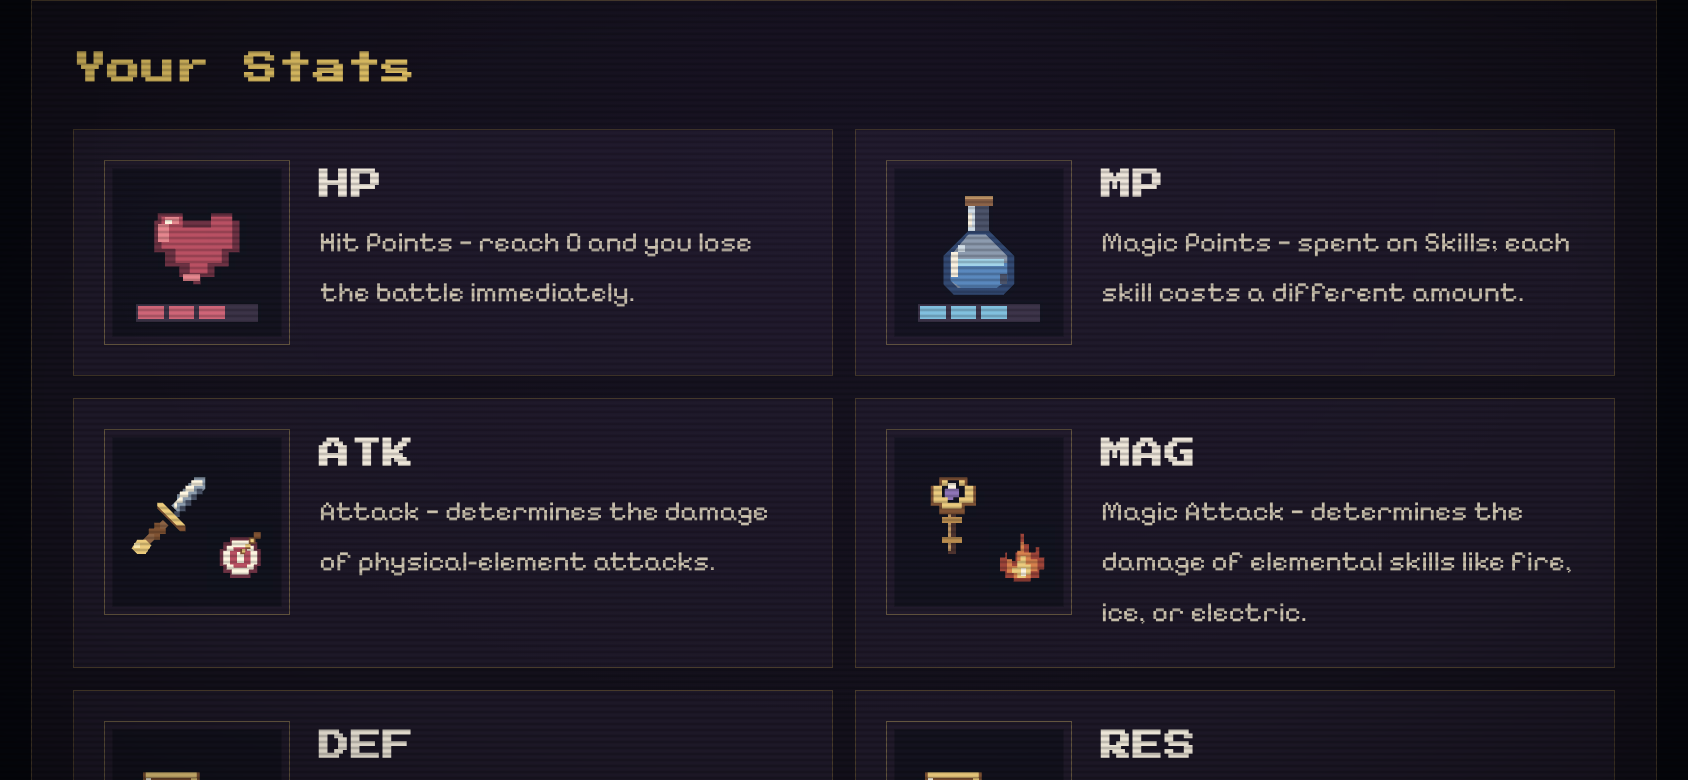 Your Stats
HP
Hit Points - reach 0 and you lose
the battle immediately.
MP
Magic Points - spent on Skills; each
skill costs a different amount.
ATK
Attack - determines the damage
of physical-element attacks.
MAG
Magic Attack - determines the
damage of elemental skills like fire,
ice, or electric.
DEF
RES